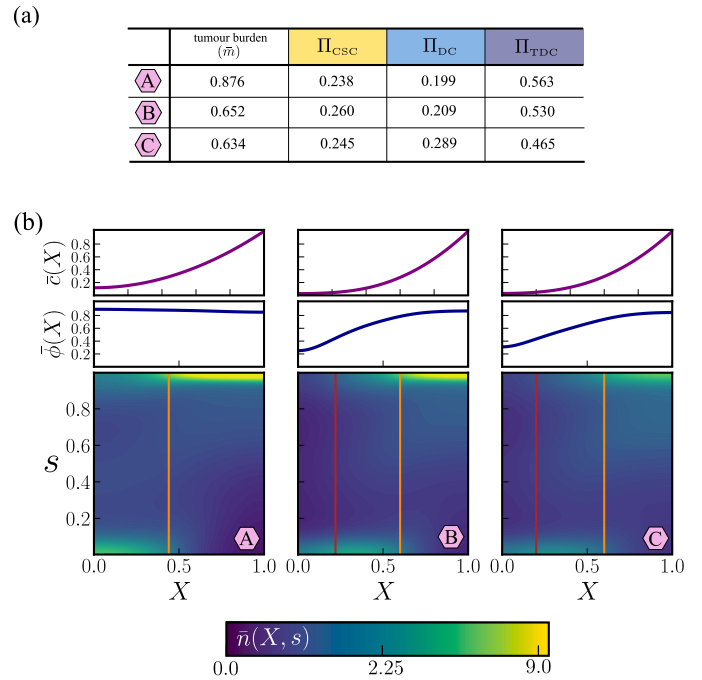 (a)
tumour burden (m̄) Π_CSC Π_DC Π_TDC
A 0.876 0.238 0.199 0.563
B 0.652 0.260 0.209 0.530
C 0.634 0.245 0.289 0.465
(b)
c̄(X)
0.8
0.6
0.4
0.2
ϕ̄(X)
0.8
0.6
0.4
0.2
s
0.8
0.6
0.4
0.2
A B C
0.0 0.5 1.0 0.0 0.5 1.0 0.0 0.5 1.0
X X X
n̄(X, s)
0.0 2.25 9.0